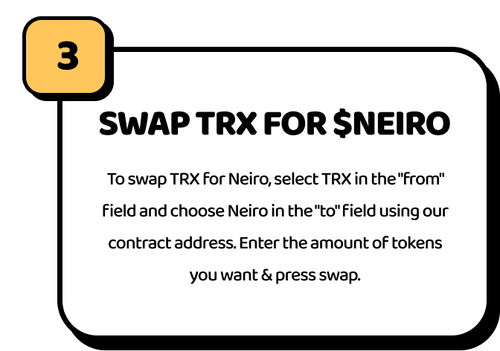 3
SWAP TRX FOR $NEIRO
To swap TRX for Neiro, select TRX in the "from"
field and choose Neiro in the "to" field using our
contract address. Enter the amount of tokens
you want & press swap.